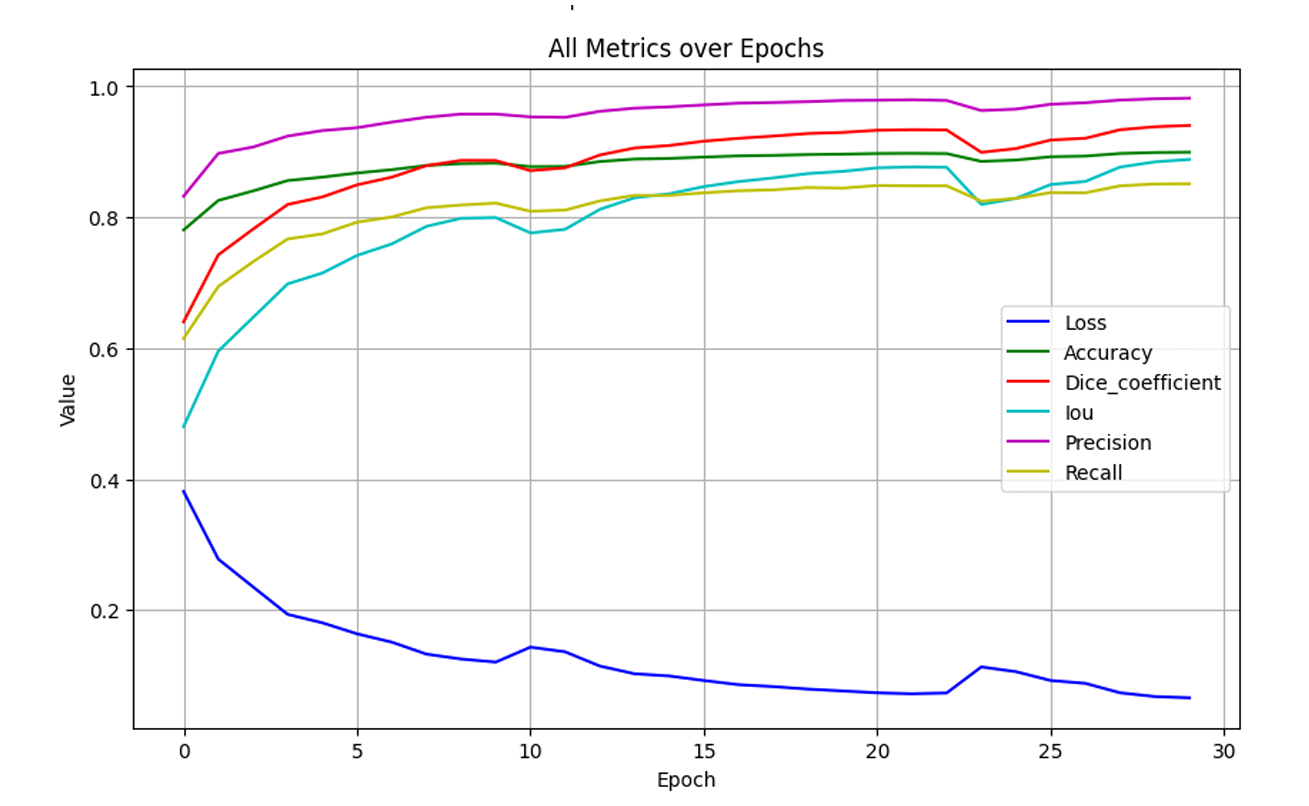 All Metrics over Epochs
1.0
0.8
0.6
0.4
0.2
Value
Loss
Accuracy
Dice_coefficient
Iou
Precision
Recall
0 5 10 15 20 25 30
Epoch